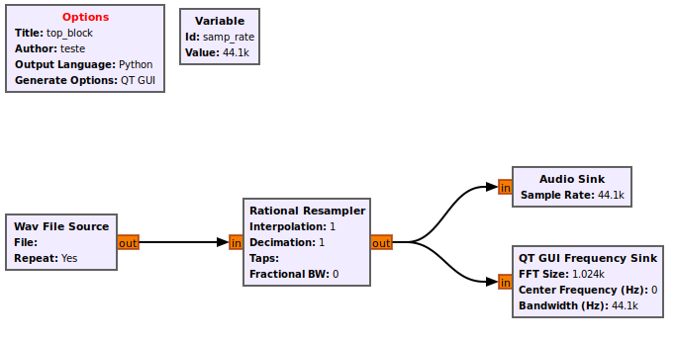 Options
Title: top_block
Author: teste
Output Language: Python
Generate Options: QT GUI
Variable
Id: samp_rate
Value: 44.1k
Wav File Source
File:
Repeat: Yes
out
in
Rational Resampler
Interpolation: 1
Decimation: 1
Taps:
Fractional BW: 0
out
in
Audio Sink
Sample Rate: 44.1k
in
QT GUI Frequency Sink
FFT Size: 1.024k
Center Frequency (Hz): 0
Bandwidth (Hz): 44.1k